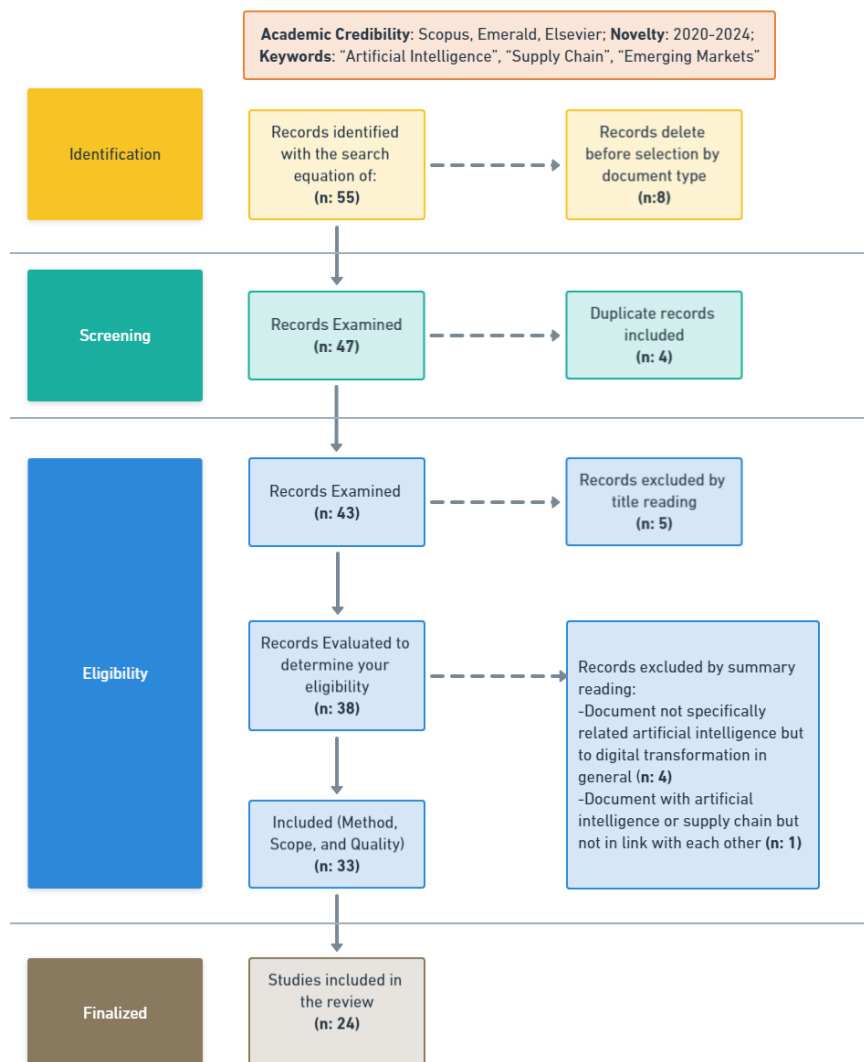 Academic Credibility: Scopus, Emerald, Elsevier; Novelty: 2020-2024;
Keywords: “Artificial Intelligence”, “Supply Chain”, “Emerging Markets”
Identification
Records identified
with the search
equation of:
(n: 55)
Records delete
before selection by
document type
(n:8)
Screening
Records Examined
(n: 47)
Duplicate records
included
(n: 4)
Eligibility
Records Examined
(n: 43)
Records excluded by
title reading
(n: 5)
Records Evaluated to
determine your
eligibility
(n: 38)
Records excluded by summary
reading:
-Document not specifically
related artificial intelligence but
to digital transformation in
general (n: 4)
-Document with artificial
intelligence or supply chain but
not in link with each other (n: 1)
Included (Method,
Scope, and Quality)
(n: 33)
Finalized
Studies included in
the review
(n: 24)